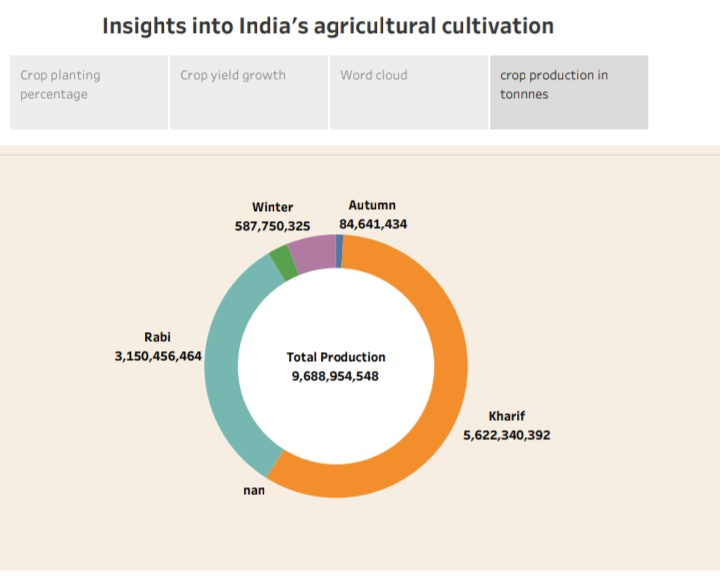 Insights into India's agricultural cultivation
Crop planting
percentage
Crop yield growth
Word cloud
crop production in
tonnnes
Winter
587,750,325
Autumn
84,641,434
Rabi
3,150,456,464
Total Production
9,688,954,548
Kharif
5,622,340,392
nan